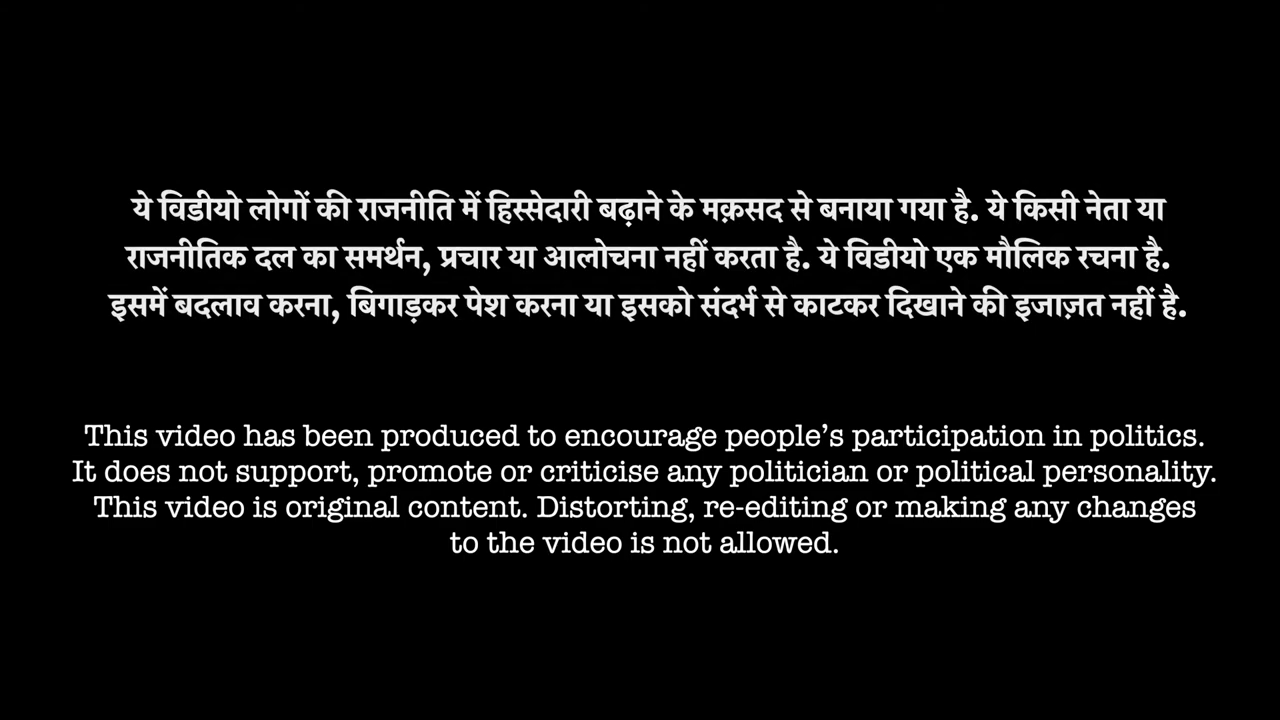 ये विडीयो लोगों की राजनीति में हिस्सेदारी बढ़ाने के मक़सद से बनाया गया है. ये किसी नेता या
राजनीतिक दल का समर्थन, प्रचार या आलोचना नहीं करता है. ये विडीयो एक मौलिक रचना है.
इसमें बदलाव करना, बिगाड़कर पेश करना या इसको संदर्भ से काटकर दिखाने की इजाज़त नहीं है.
This video has been produced to encourage people’s participation in politics.
It does not support, promote or criticise any politician or political personality.
This video is original content. Distorting, re-editing or making any changes
to the video is not allowed.